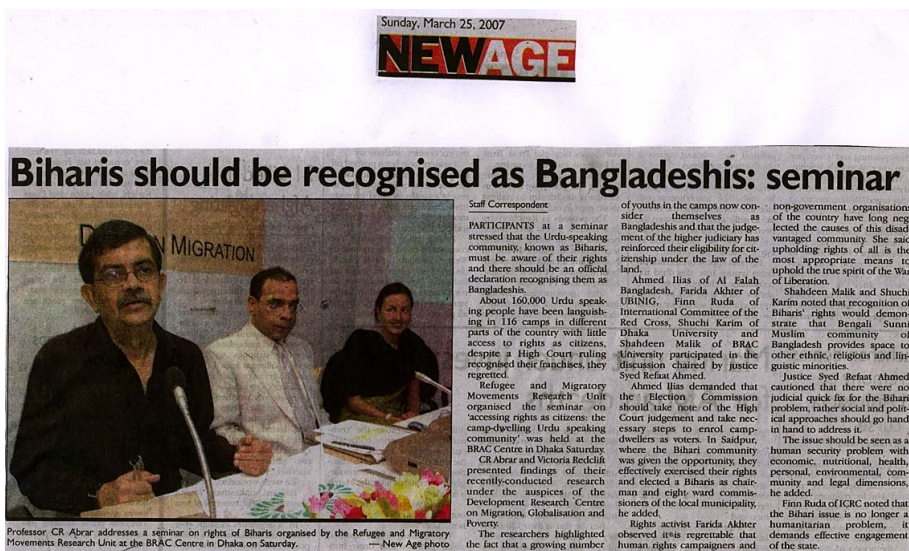 Sunday, March 25, 2007
NEWAGE
Biharis should be recognised as Bangladeshis: seminar
MIGRATION
Professor CR Abrar addresses a seminar on rights of Biharis organised by the Refugee and Migratory
Movements Research Unit at the BRAC Centre in Dhaka on Saturday. — New Age photo
Staff Correspondent
PARTICIPANTS at a seminar
stressed that the Urdu-speaking
community, known as Biharis,
must be aware of their rights
and there should be an official
declaration recognising them as
Bangladeshis.
About 160,000 Urdu speak-
ing people have been languish-
ing in 116 camps in different
parts of the country with little
access to rights as citizens,
despite a High Court ruling
recognised their franchises, they
regretted.
Refugee and Migratory
Movements Research Unit
organised the seminar on
'accessing rights as citizens: the
camp-dwelling Urdu speaking
community' was held at the
BRAC Centre in Dhaka Saturday.
CR Abrar and Victoria Redclift
presented findings of their
recently-conducted research
under the auspices of the
Development Research Centre
on Migration, Globalisation and
Poverty.
The researchers highlighted
the fact that a growing number
of youths in the camps now con-
sider themselves as
Bangladeshis and that the judge-
ment of the higher judiciary has
reinforced their eligibility for cit-
izenship under the law of the
land.
Ahmed Ilias of Al Falah
Bangladesh, Farida Akhter of
UBINIG, Finn Ruda of
International Committee of the
Red Cross, Shuchi Karim of
Dhaka University and
Shahdeen Malik of BRAC
University participated in the
discussion chaired by justice
Syed Refaat Ahmed.
Ahmed Ilias demanded that
the Election Commission
should take note of the High
Court judgement and take nec-
essary steps to enrol camp-
dwellers as voters. In Saidpur,
where the Bihari community
was given the opportunity, they
effectively exercised their rights
and elected a Biharis as chair-
man and eight ward commis-
sioners of the local municipality,
he added.
Rights activist Farida Akhter
observed it is regrettable that
human rights campaigners and
non-government organisations
of the country have long neg
lected the causes of this disad
vantaged community. She said
upholding rights of all is the
most appropriate means to
uphold the true spirit of the War
of Liberation.
Shahdeen Malik and Shuchi
Karim noted that recognition of
Biharis' rights would demon-
strate that Bengali Sunni
Muslim community of
Bangladesh provides space to
other ethnic, religious and lin-
guistic minorities.
Justice Syed Refaat Ahmed
cautioned that there were no
judicial quick fix for the Bihari
problem, rather social and polit-
ical approaches should go hand
in hand to address it.
The issue should be seen as a
human security problem with
economic, nutritional, health,
personal, environmental, com-
munity and legal dimensions,
he added.
Finn Ruda of ICRC noted that
the Bihari issue is no longer a
humanitarian problem, it
demands effective engagement
of the state.